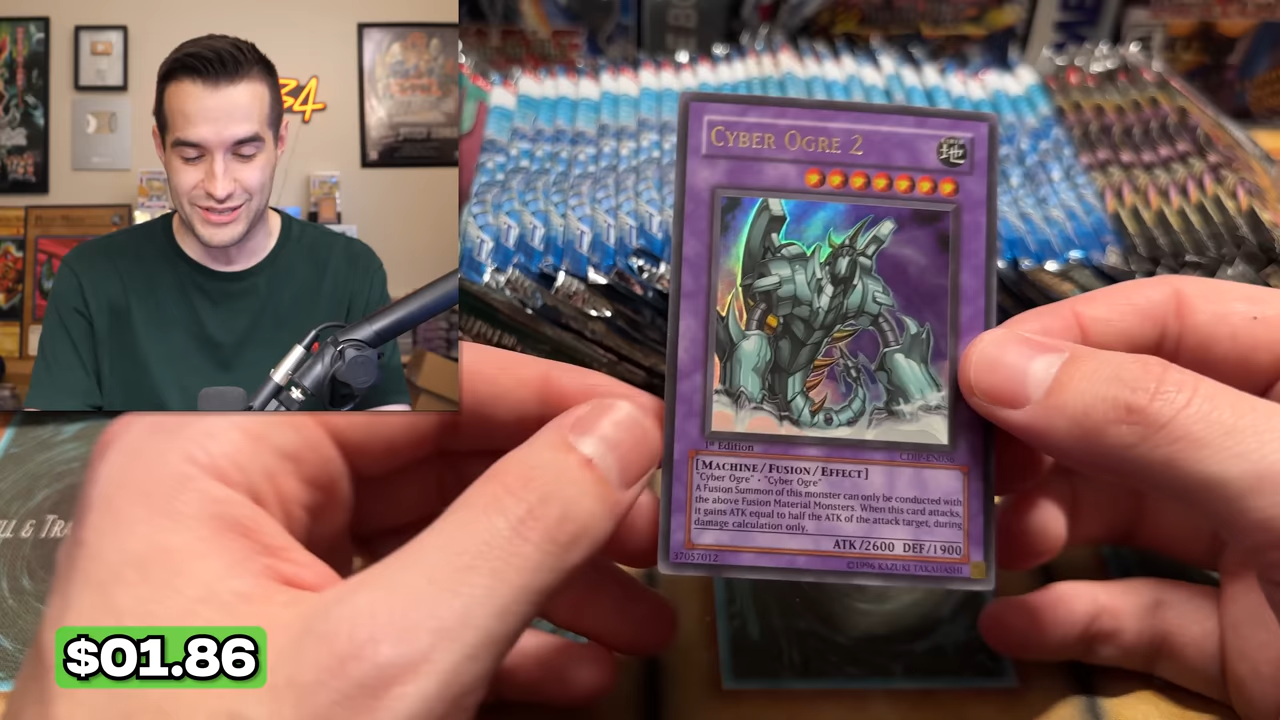 34
CYBER OGRE 2
地
1st Edition
CDIP-EN034
[MACHINE/FUSION/EFFECT]
"Cyber Ogre" · "Cyber Ogre"
A Fusion Summon of this monster can only be conducted with
the above Fusion Material Monsters. When this card attacks,
it gains ATK equal to half the ATK of the attack target, during
damage calculation only.
ATK/2600 DEF/1900
37057012
©1996 KAZUKI TAKAHASHI
$01.86